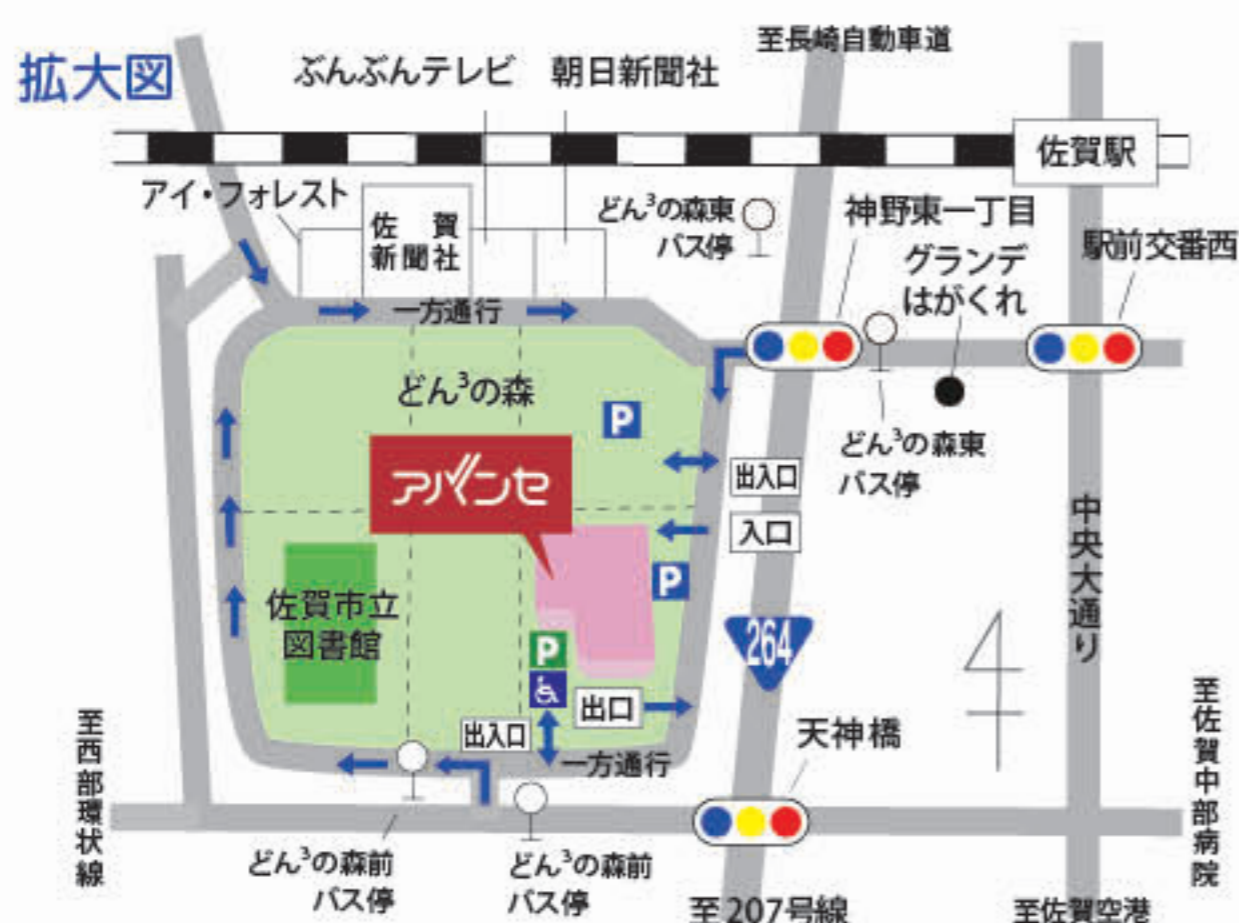 拡大図
至長崎自動車道
ぶんぶんテレビ
朝日新聞社
佐賀駅
アイ・フォレスト
佐 賀
新聞社
どん³の森東
バス停
神野東一丁目
駅前交番西
グランデ
はがくれ
一方通行
どん³の森
P
どん³の森東
バス停
アバンセ
出入口
入口
P
中央大通り
佐賀市立
図書館
264
P
出口
出入口
一方通行
天神橋
至西部環状線
至佐賀中部病院
どん³の森前
バス停
どん³の森前
バス停
至207号線
至佐賀空港